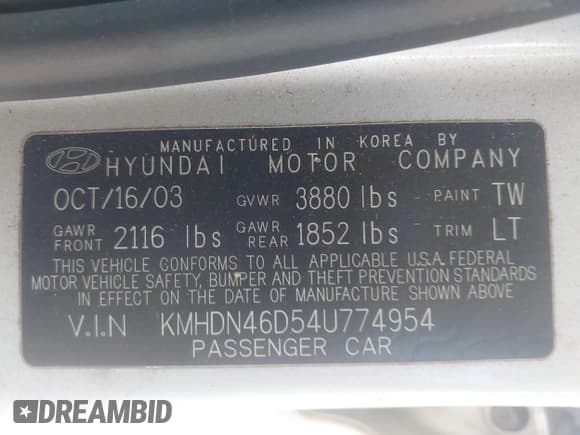 MANUFACTURED IN KOREA BY
HYUNDAI MOTOR COMPANY
OCT/16/03 GVWR 3880 lbs PAINT TW
GAWR FRONT 2116 lbs GAWR REAR 1852 lbs TRIM LT
THIS VEHICLE CONFORMS TO ALL APPLICABLE U.S.A. FEDERAL
MOTOR VEHICLE SAFETY, BUMPER AND THEFT PREVENTION STANDARDS
IN EFFECT ON THE DATE OF MANUFACTURE SHOWN ABOVE
V.I.N KMHDN46D54U774954
PASSENGER CAR
DREAMBID